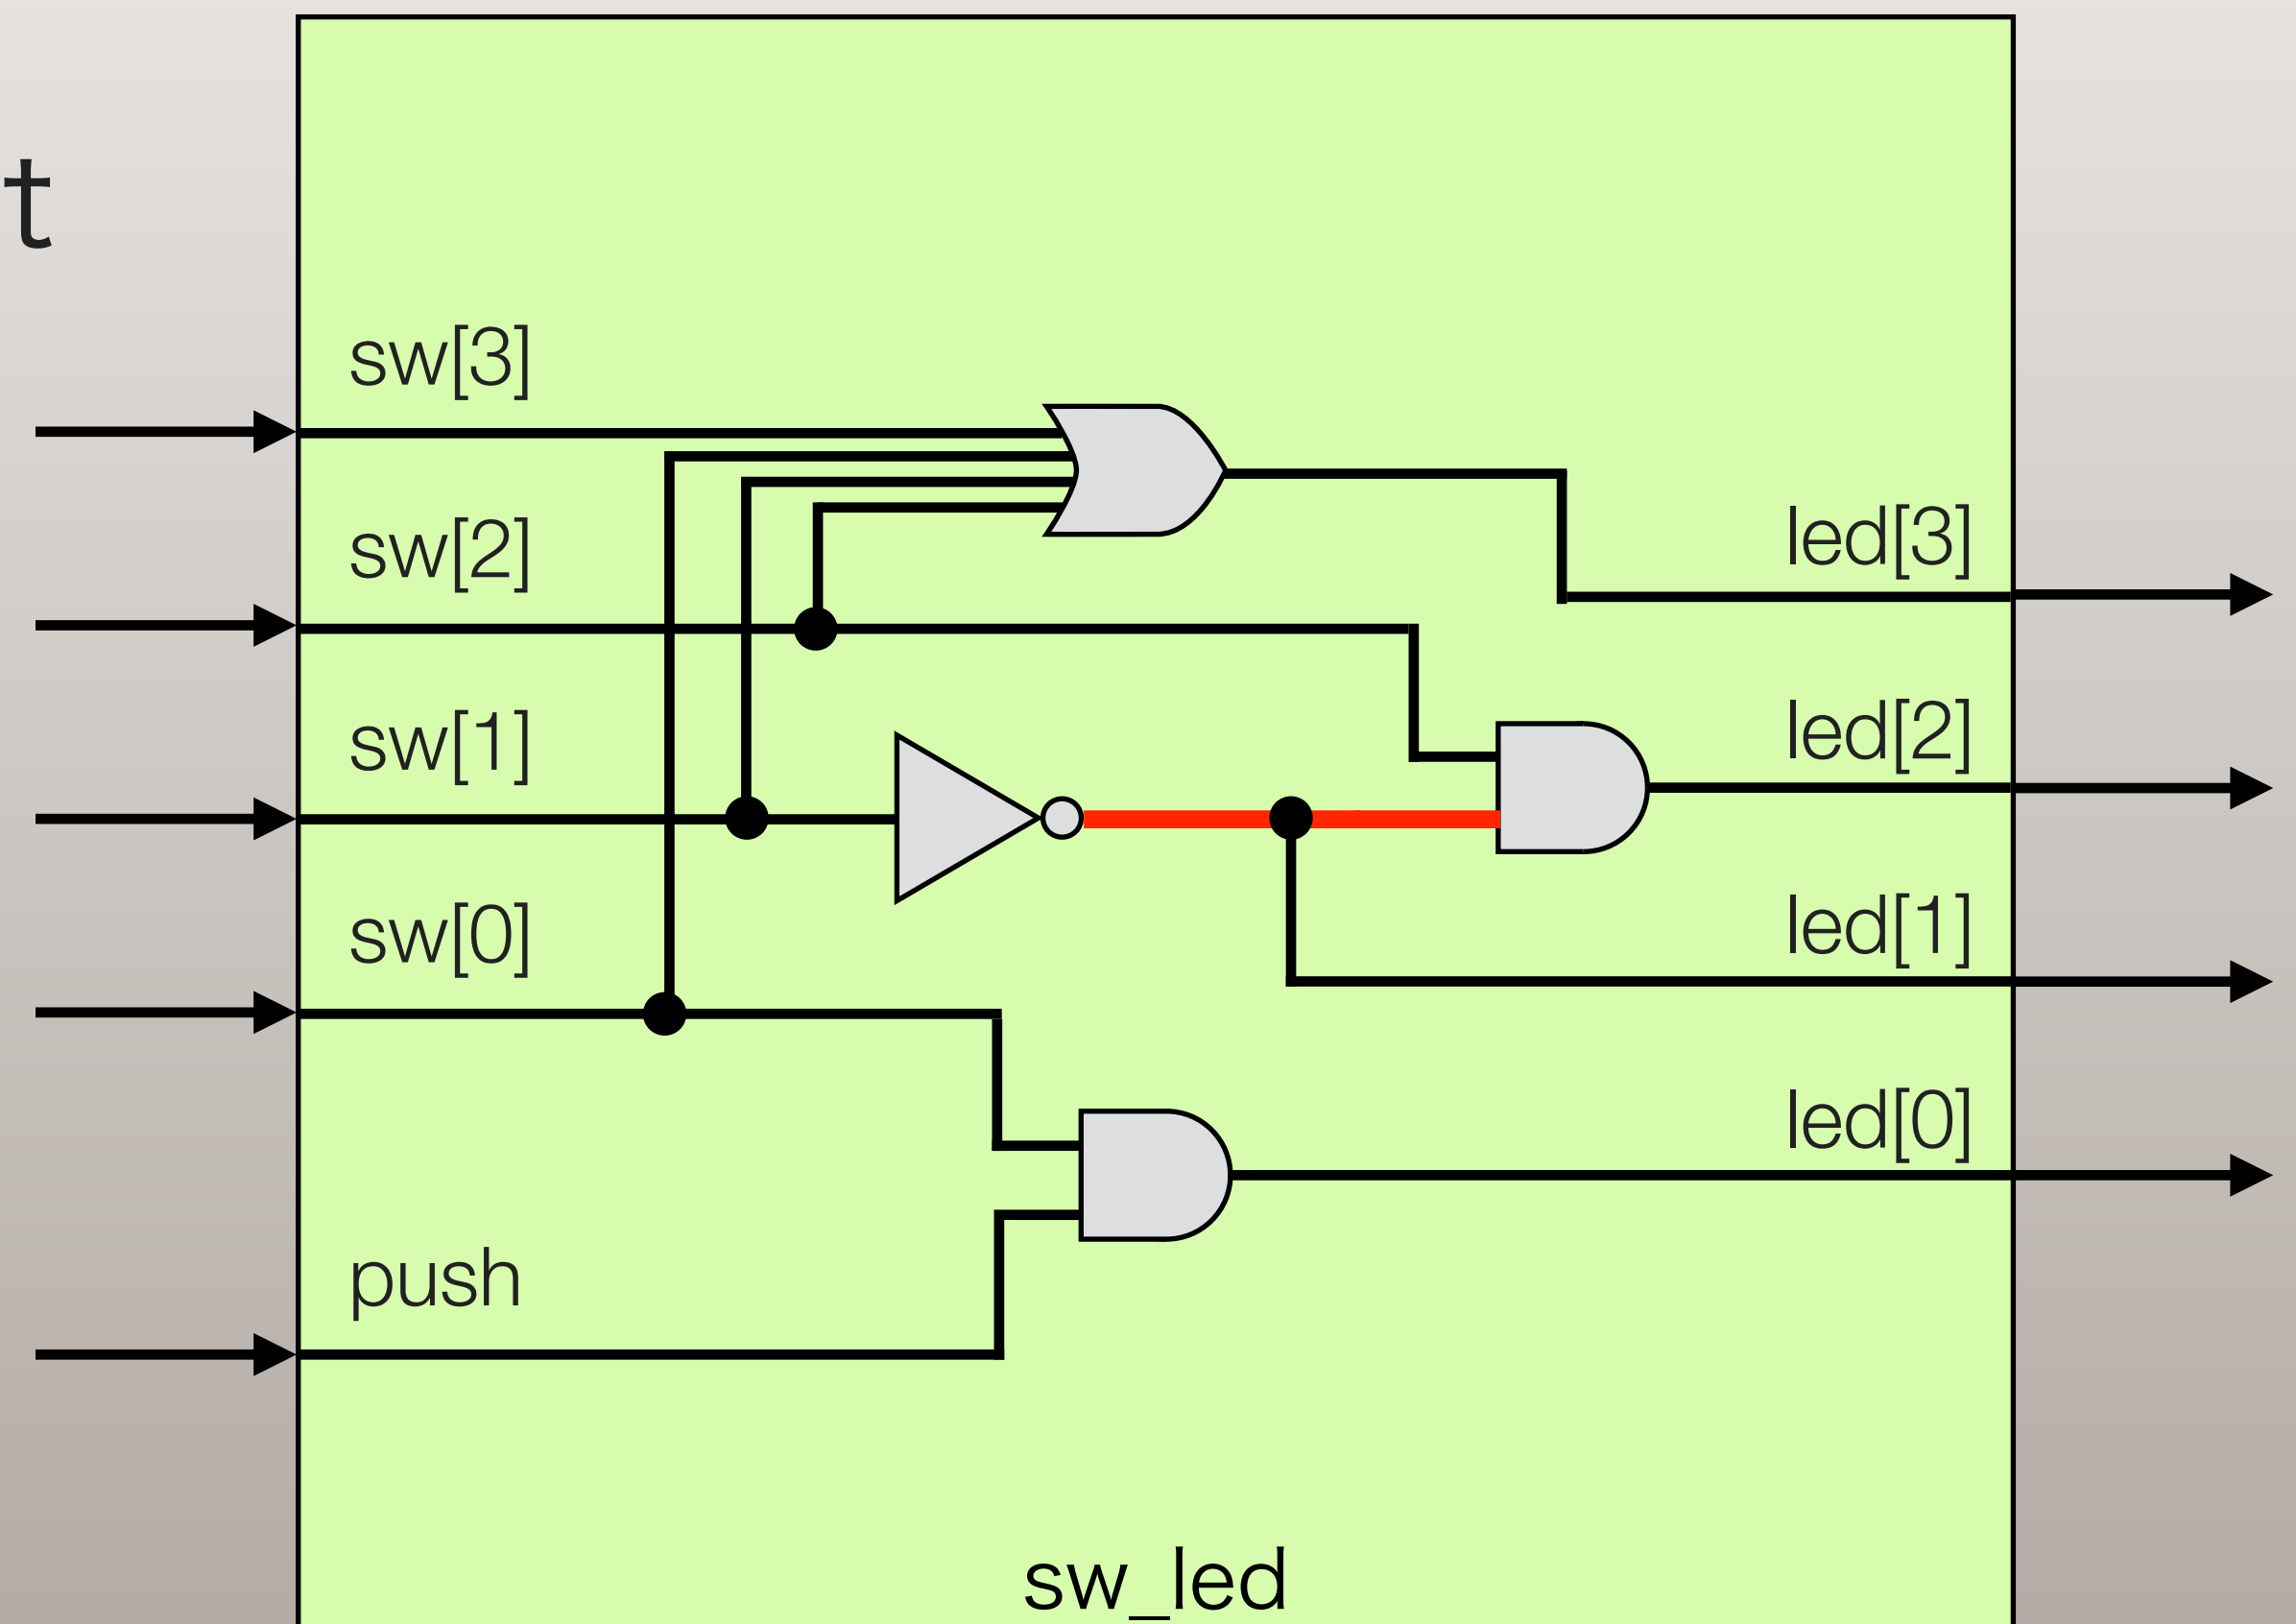 t
sw[3]
sw[2]
led[3]
sw[1]
led[2]
sw[0]
led[1]
led[0]
push
sw_led